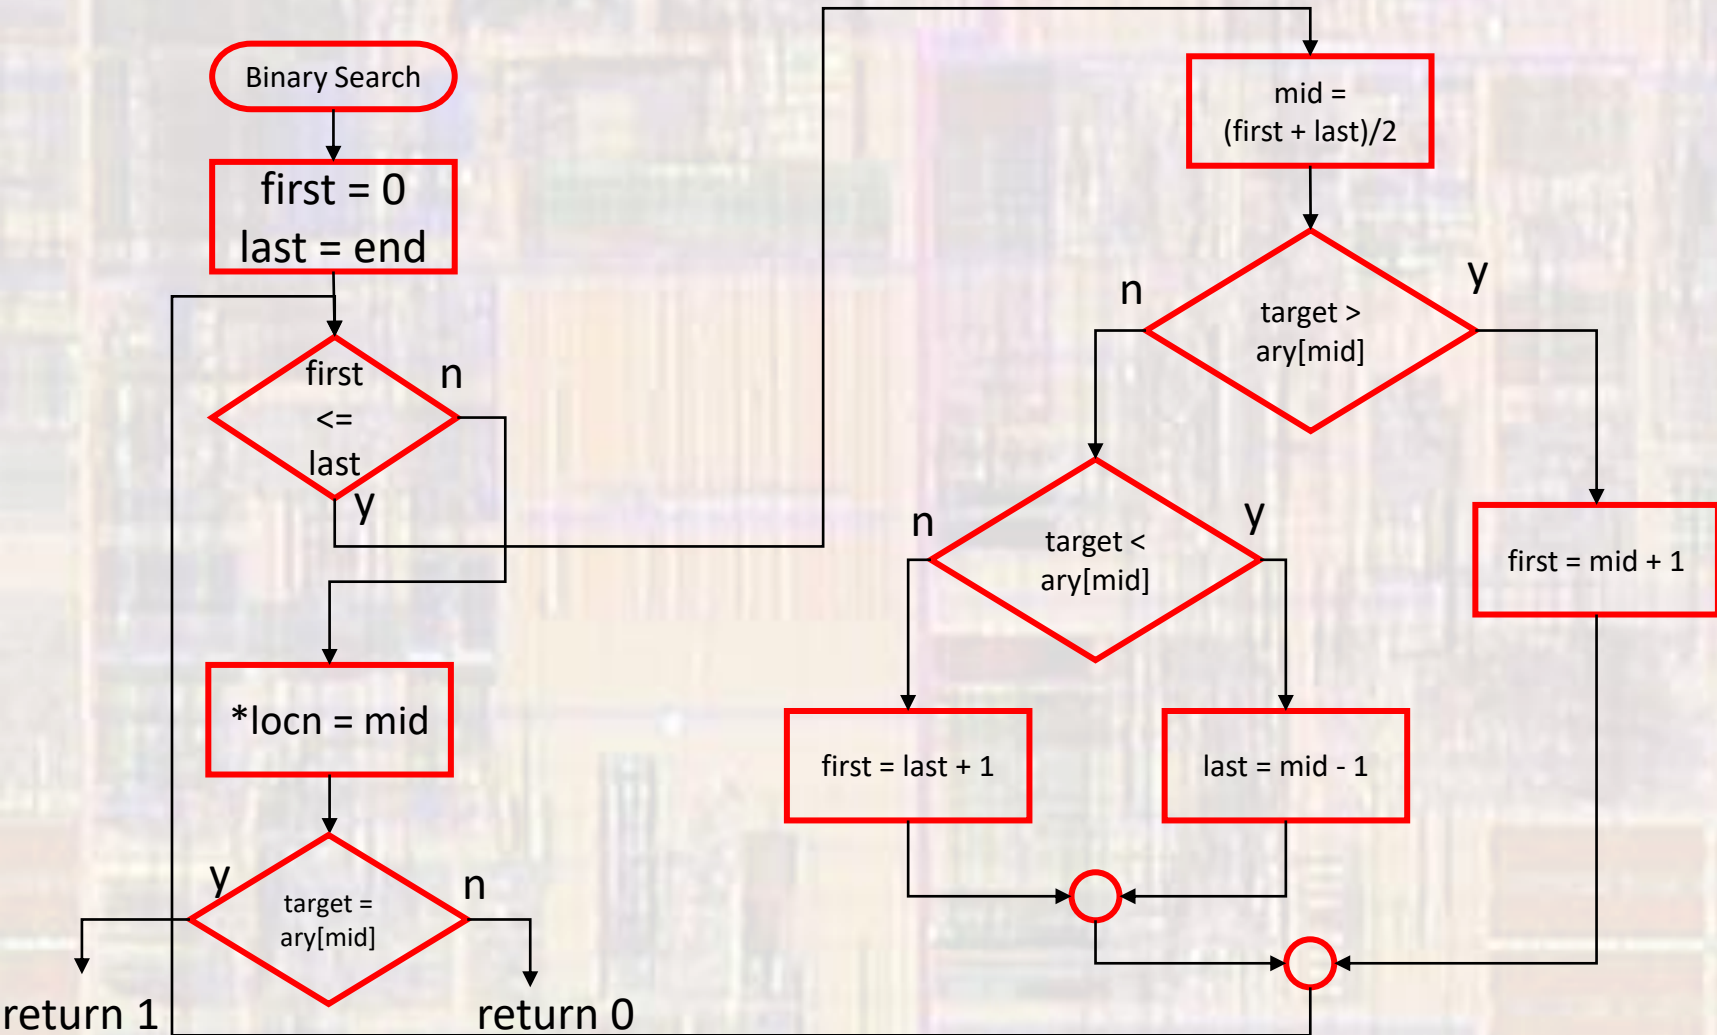 Binary Search
first = 0
last = end
first
<=
last
n
y
*locn = mid
target =
ary[mid]
y
n
return 1
return 0
mid =
(first + last)/2
target >
ary[mid]
n
y
target <
ary[mid]
n
y
first = mid + 1
first = last + 1
last = mid - 1